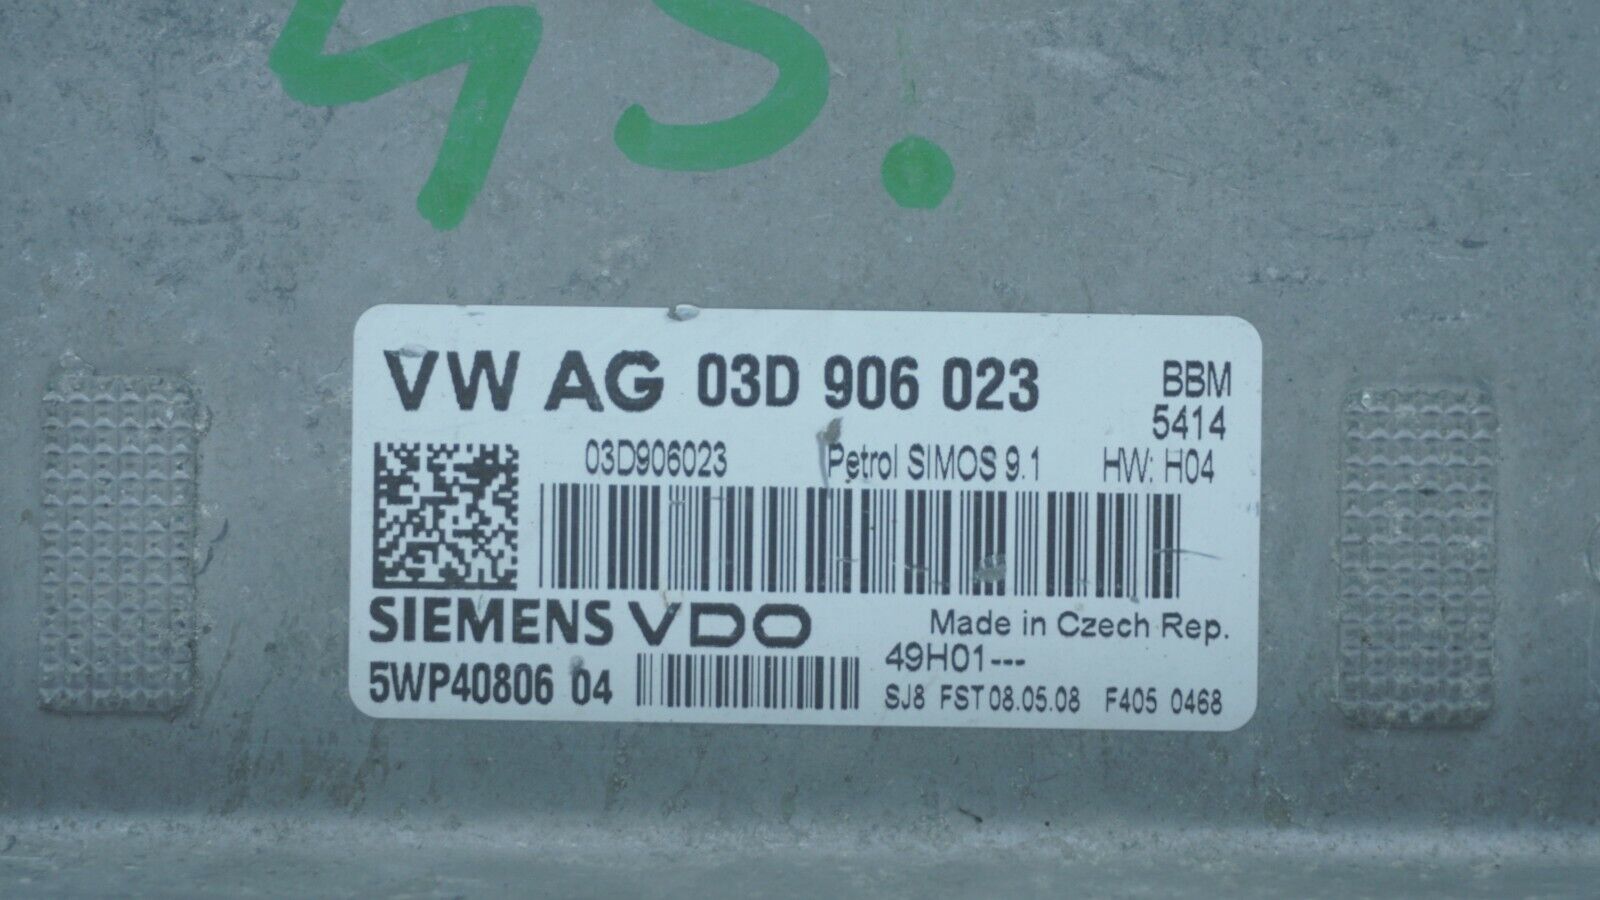 VW AG 03D 906 023 BBM
5414
03D906023 Petrol SIMOS 9.1 HW: H04
SIEMENS VDO Made in Czech Rep.
49H01---
5WP40806 04 SJ8 FST 08.05.08 F405 0468